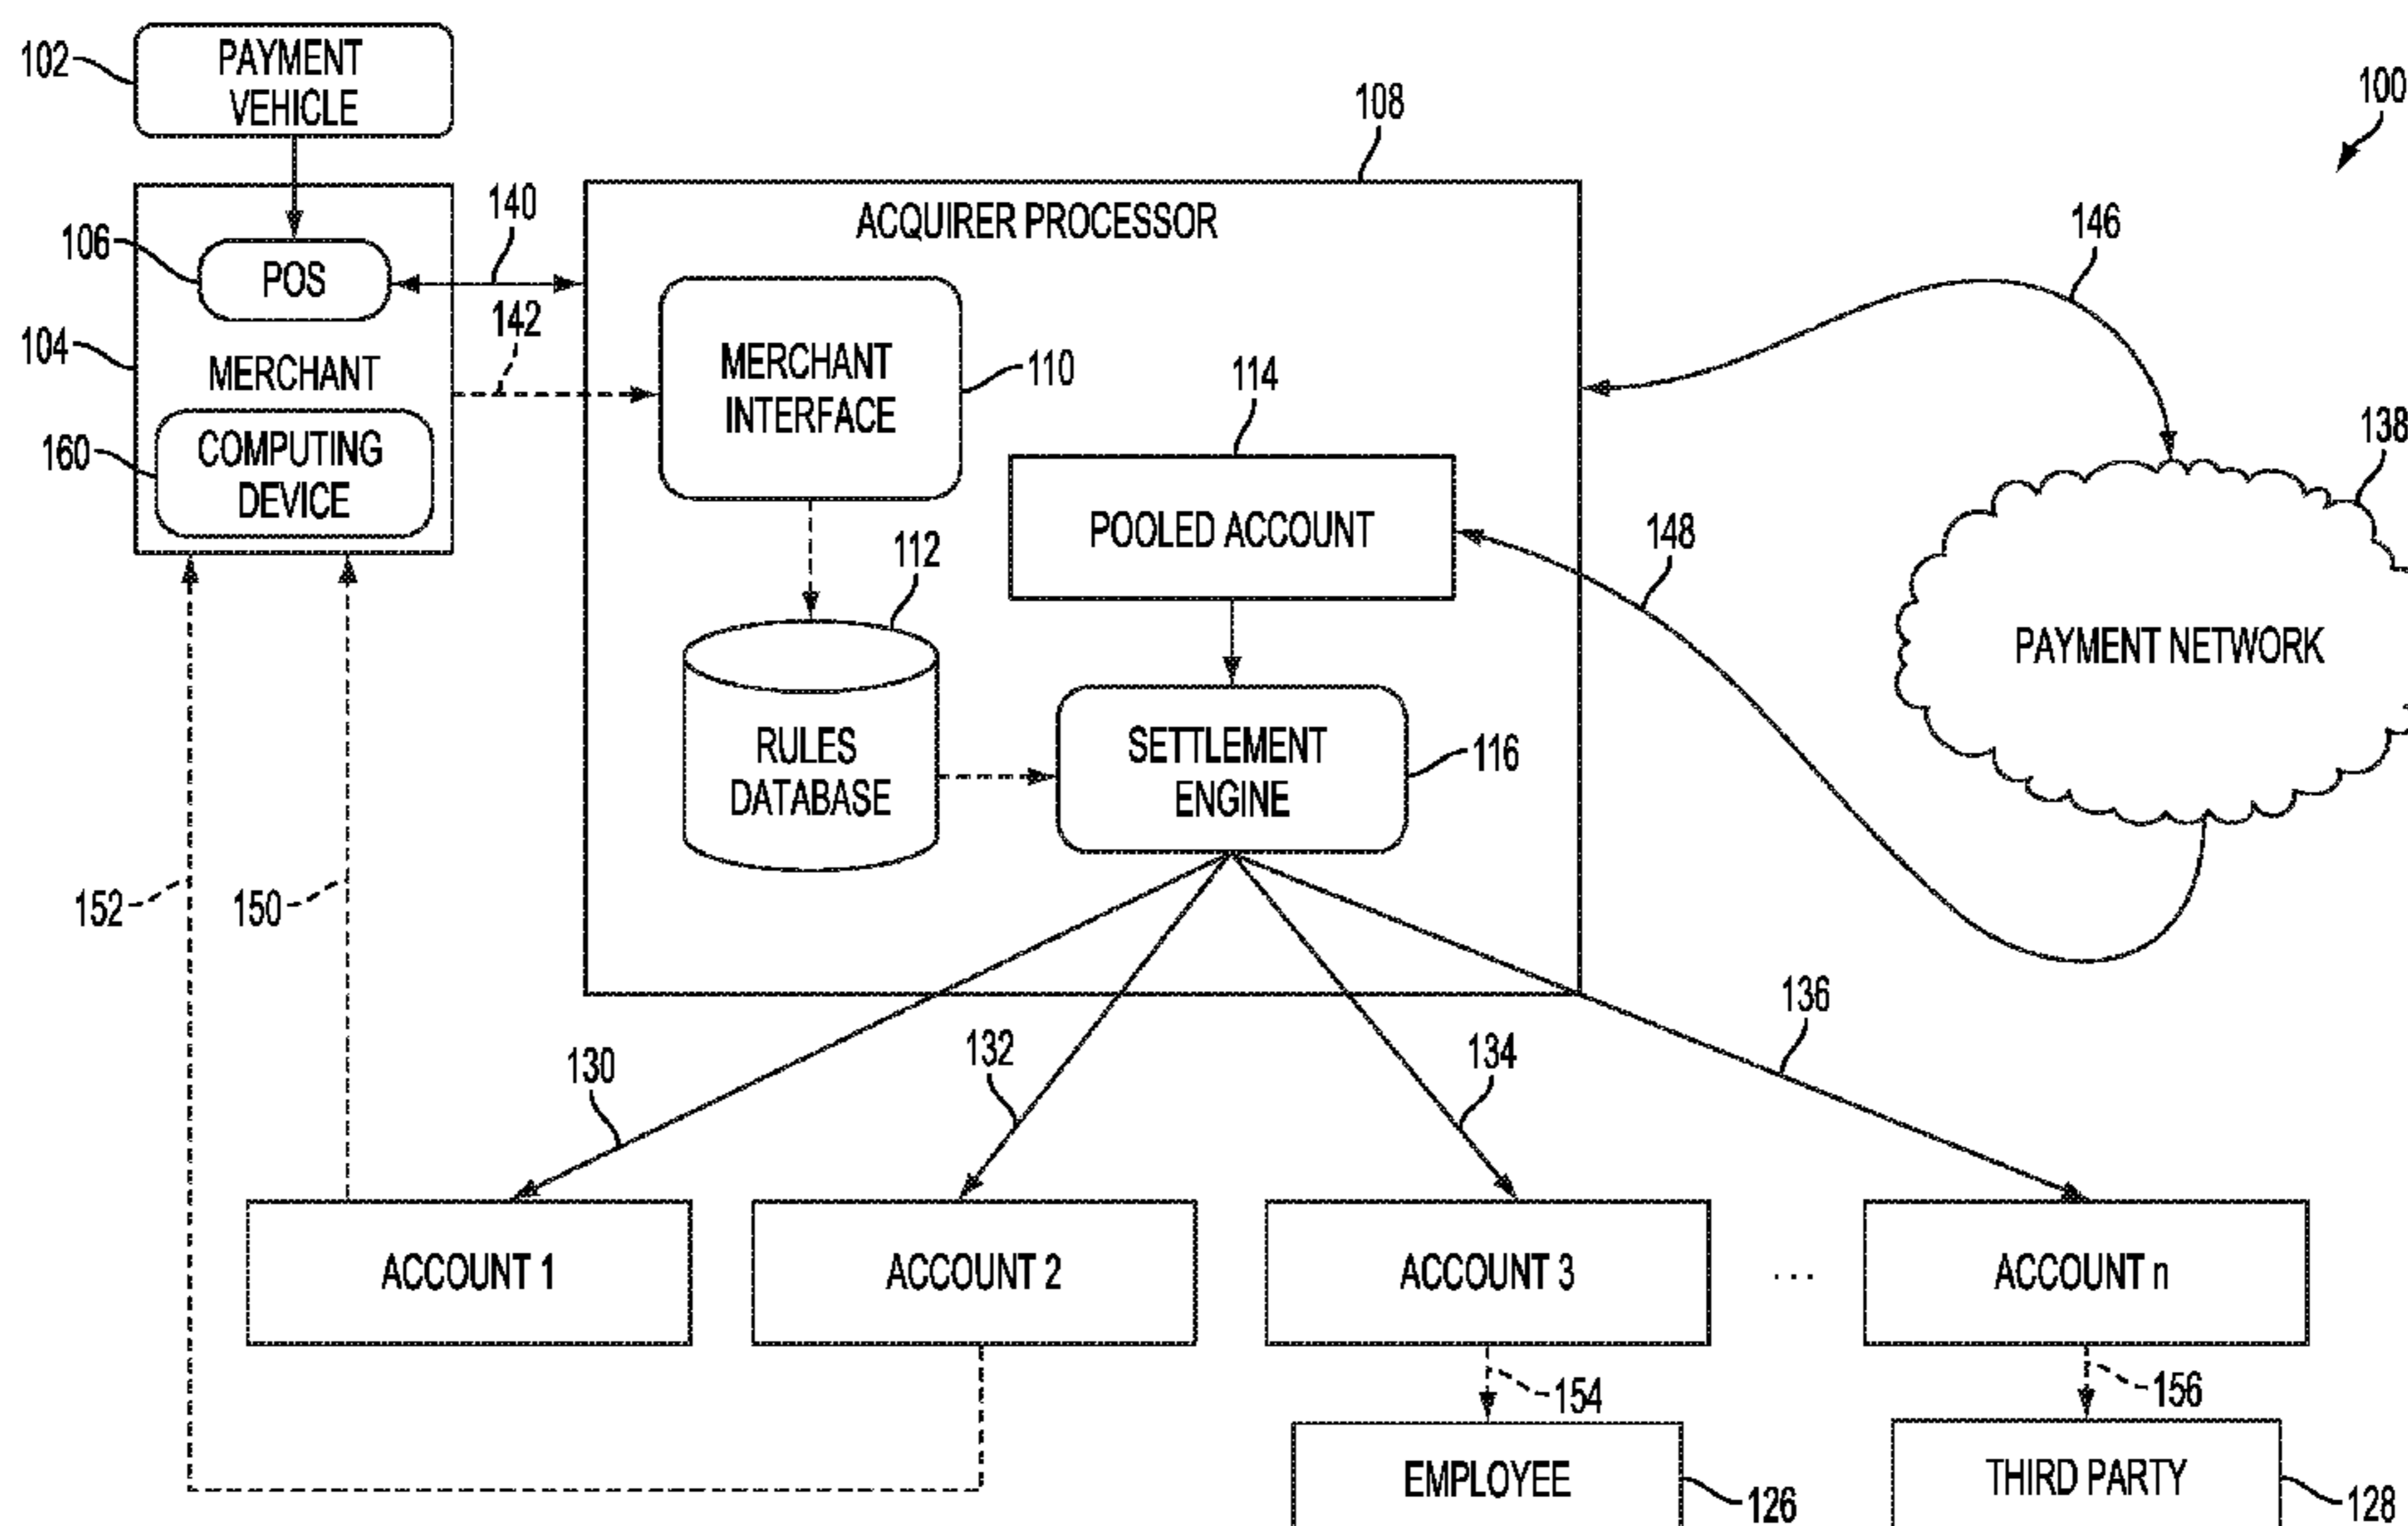 102
PAYMENT
VEHICLE
100
108
140
ACQUIRER PROCESSOR
146
106
POS
142
104
MERCHANT
MERCHANT
INTERFACE
110
114
138
160
COMPUTING
DEVICE
POOLED ACCOUNT
148
112
PAYMENT NETWORK
RULES
DATABASE
SETTLEMENT
ENGINE
116
152
150
136
130
132
134
ACCOUNT 1
ACCOUNT 2
ACCOUNT 3
...
ACCOUNT n
154
156
EMPLOYEE
126
THIRD PARTY
128